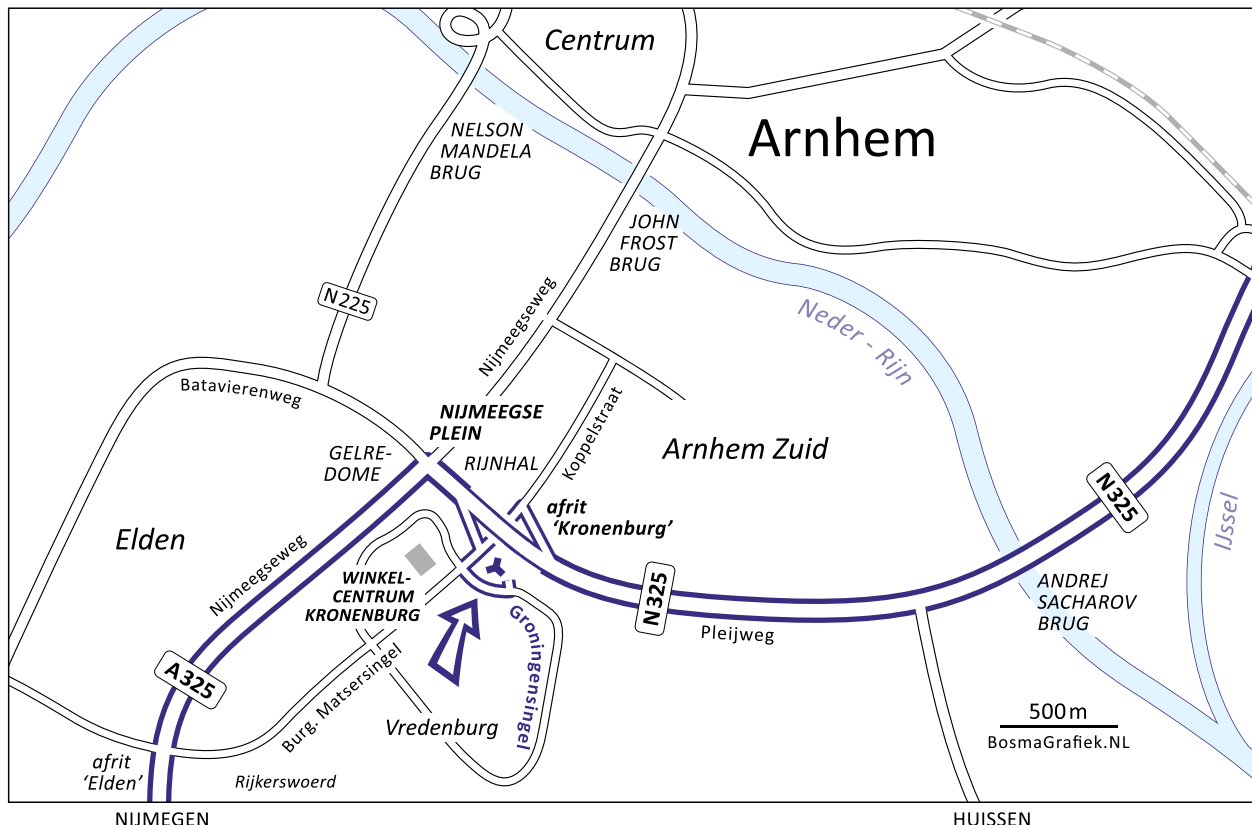 Centrum
Arnhem
NELSON
MANDELA
BRUG
JOHN
FROST
BRUG
N225
Nijmeegseweg
Neder - Rijn
Batavierenweg
NIJMEEGSE
PLEIN
GELRE-
DOME
RIJNHAL
Koppelstraat
Arnhem Zuid
N325
afrit
‘Kronenburg’
IJssel
Elden
Nijmeegseweg
WINKEL-
CENTRUM
KRONENBURG
N325
ANDREJ
SACHAROV
BRUG
Groningensingel
Pleijweg
A325
Burg. Matsersingel
Vredenburg
500m
BosmaGrafiek.NL
afrit
‘Elden’
Rijkerswoerd
NIJMEGEN
HUISSEN